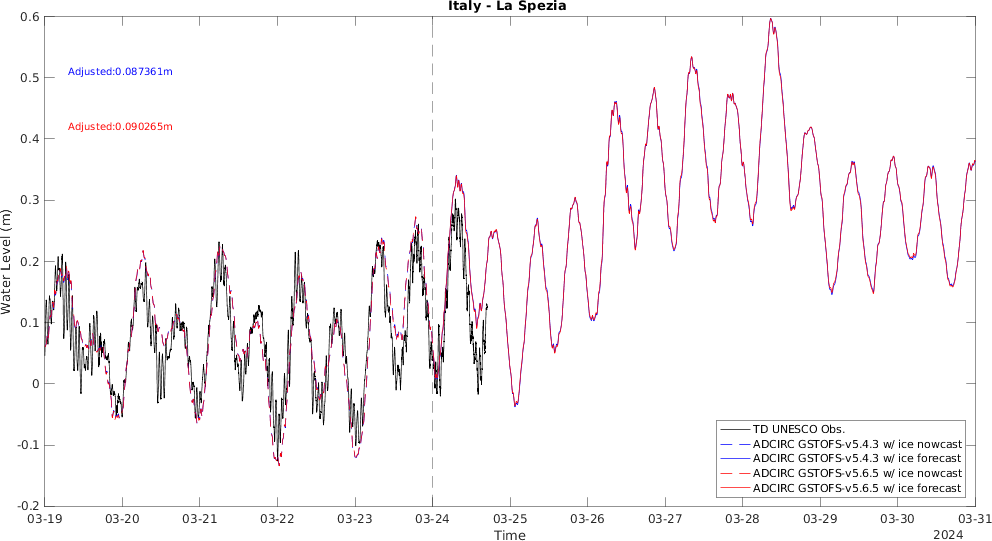 Italy - La Spezia
0.6
0.5
0.4
0.3
0.2
0.1
0
-0.1
-0.2
Water Level (m)
Adjusted:0.087361m
Adjusted:0.090265m
TD UNESCO Obs.
ADCIRC GSTOFS-v5.4.3 w/ ice nowcast
ADCIRC GSTOFS-v5.4.3 w/ ice forecast
ADCIRC GSTOFS-v5.6.5 w/ ice nowcast
ADCIRC GSTOFS-v5.6.5 w/ ice forecast
03-19 03-20 03-21 03-22 03-23 03-24 03-25 03-26 03-27 03-28 03-29 03-30 03-31
Time
2024